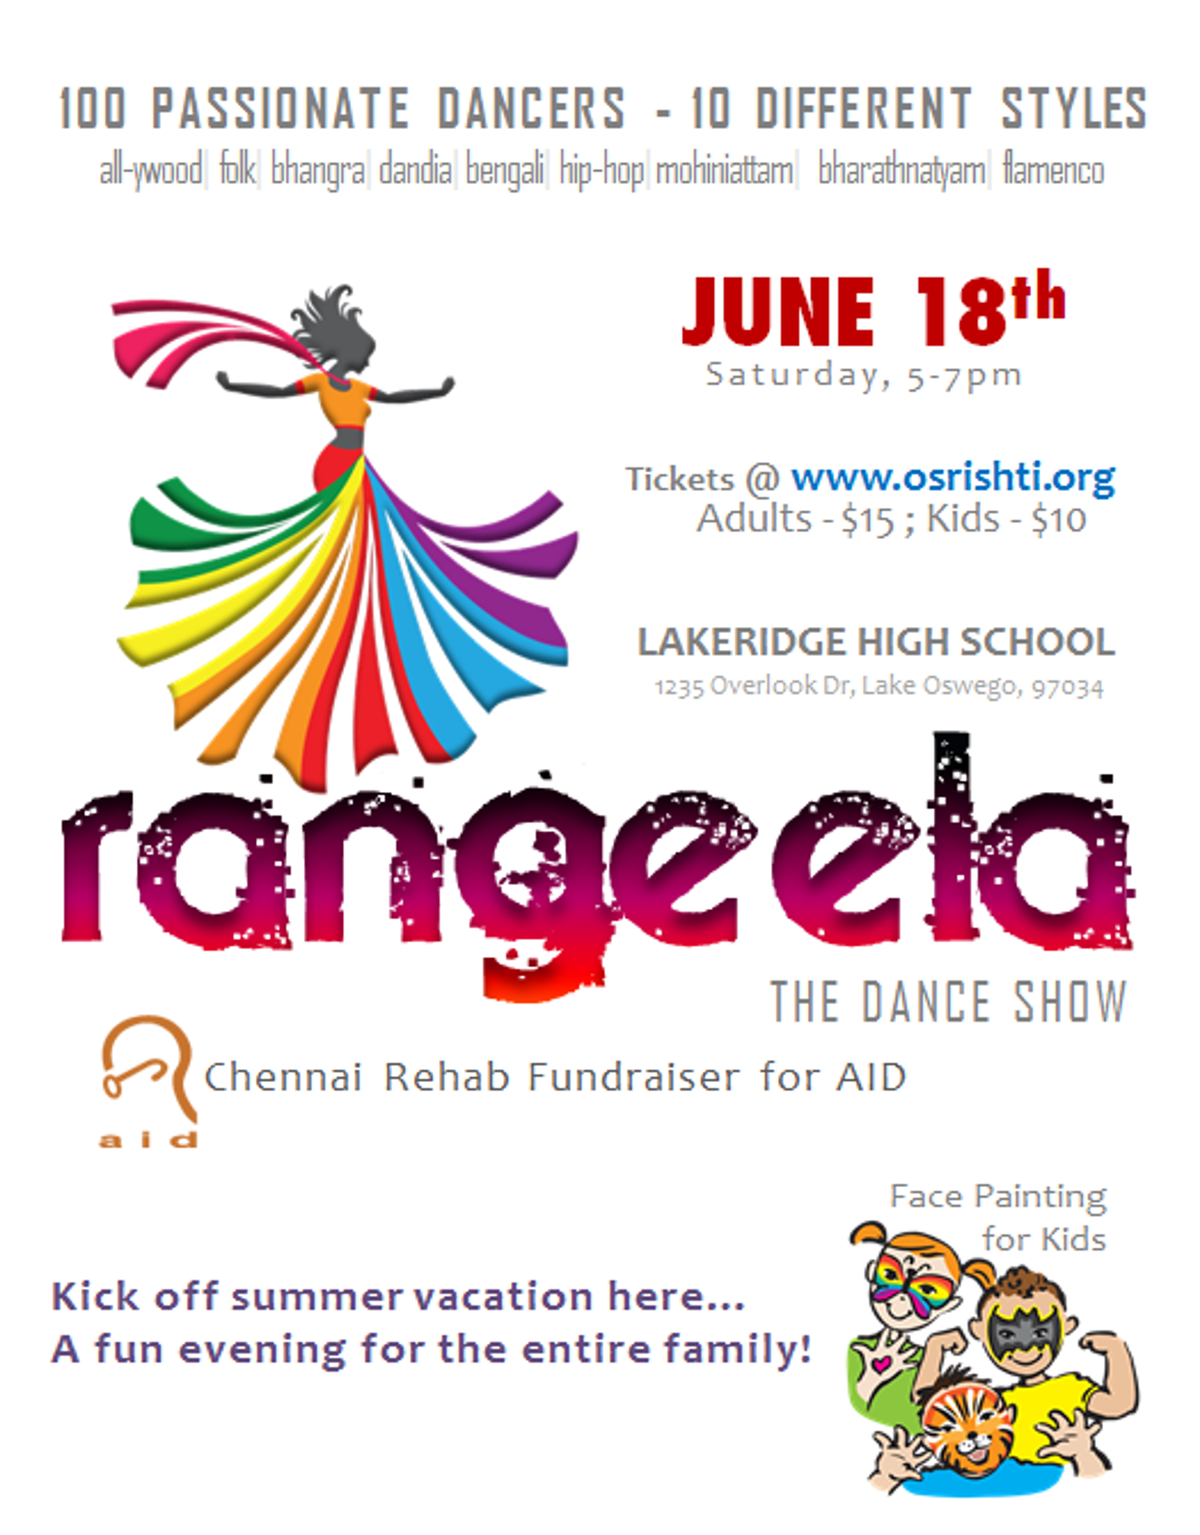 100 PASSIONATE DANCERS - 10 DIFFERENT STYLES
all-ywood| folk| bhangra| dandia| bengali| hip-hop| mohiniattam| bharathnatyam| flamenco
JUNE 18th
Saturday, 5-7pm
Tickets @ www.osrishti.org
Adults - $15 ; Kids - $10
LAKERIDGE HIGH SCHOOL
1235 Overlook Dr, Lake Oswego, 97034
rangeela
THE DANCE SHOW
Chennai Rehab Fundraiser for AID
aid
Face Painting
for Kids
Kick off summer vacation here...
A fun evening for the entire family!